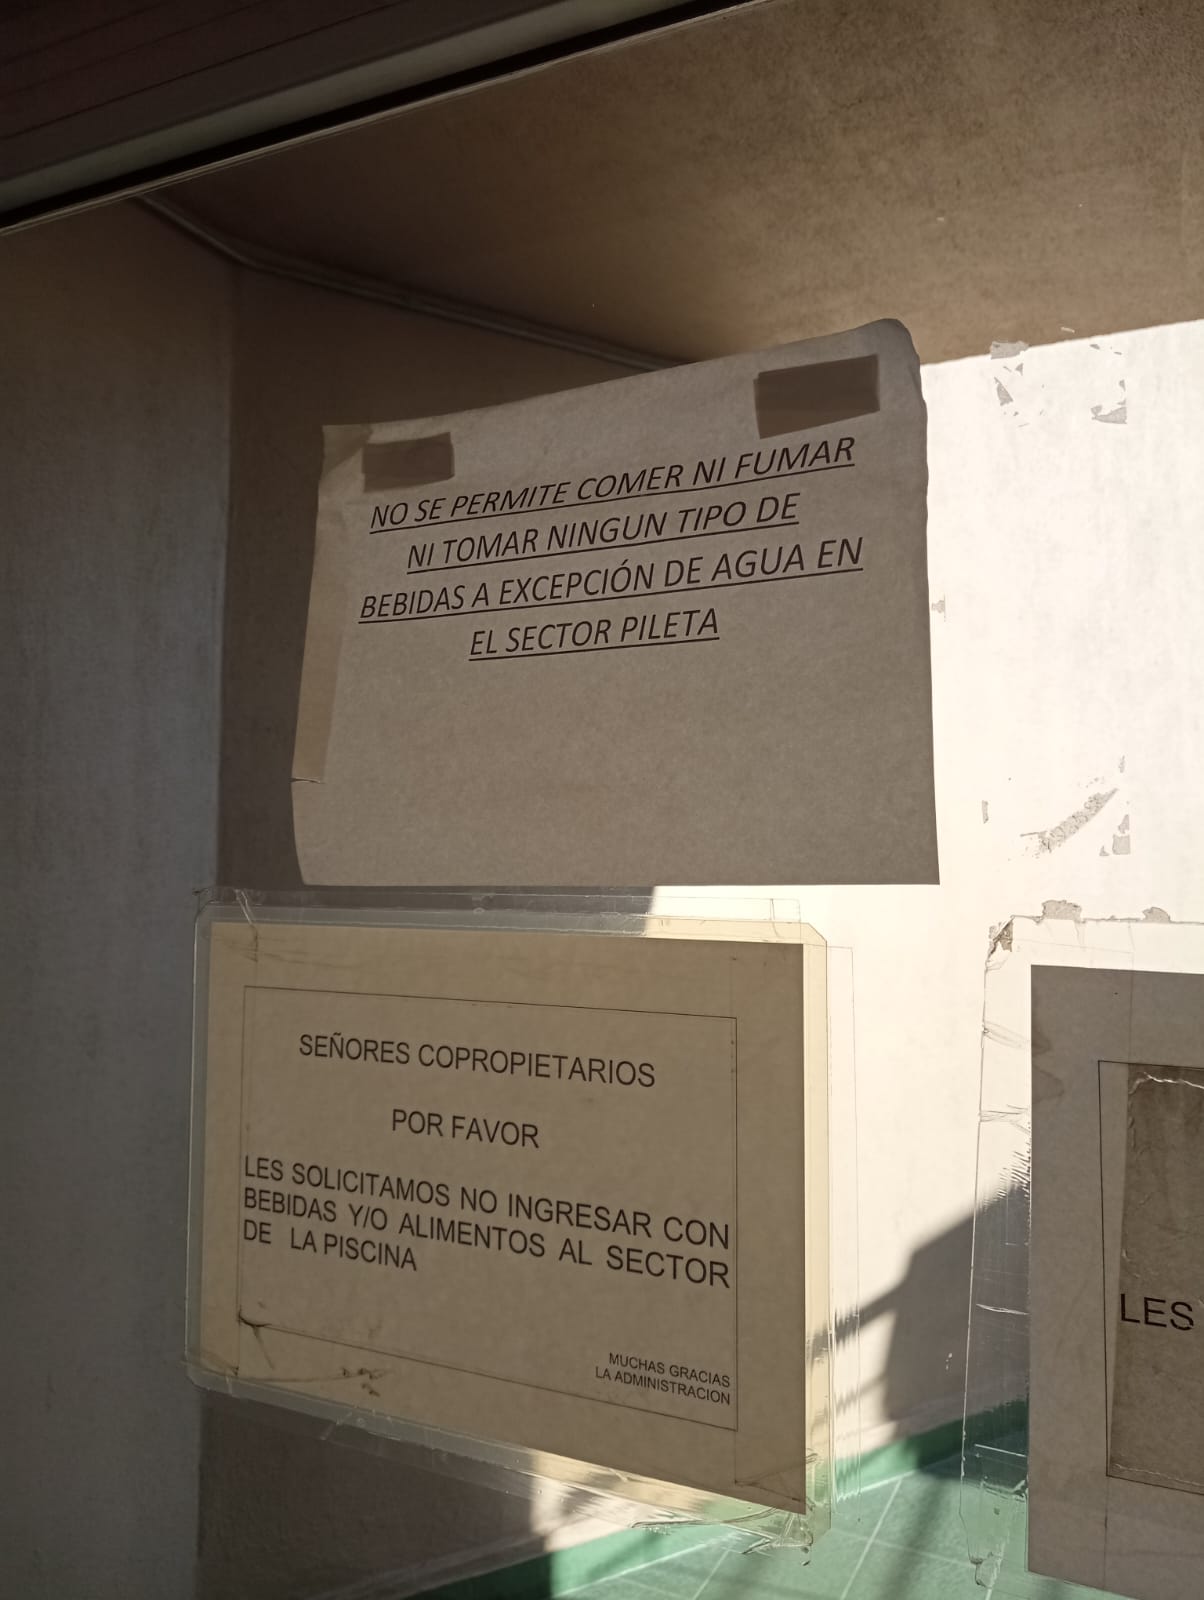 NO SE PERMITE COMER NI FUMAR
NI TOMAR NINGUN TIPO DE
BEBIDAS A EXCEPCIÓN DE AGUA EN
EL SECTOR PILETA
SEÑORES COPROPIETARIOS
POR FAVOR
LES SOLICITAMOS NO INGRESAR CON
BEBIDAS Y/O ALIMENTOS AL SECTOR
DE LA PISCINA
MUCHAS GRACIAS
LA ADMINISTRACION
LES